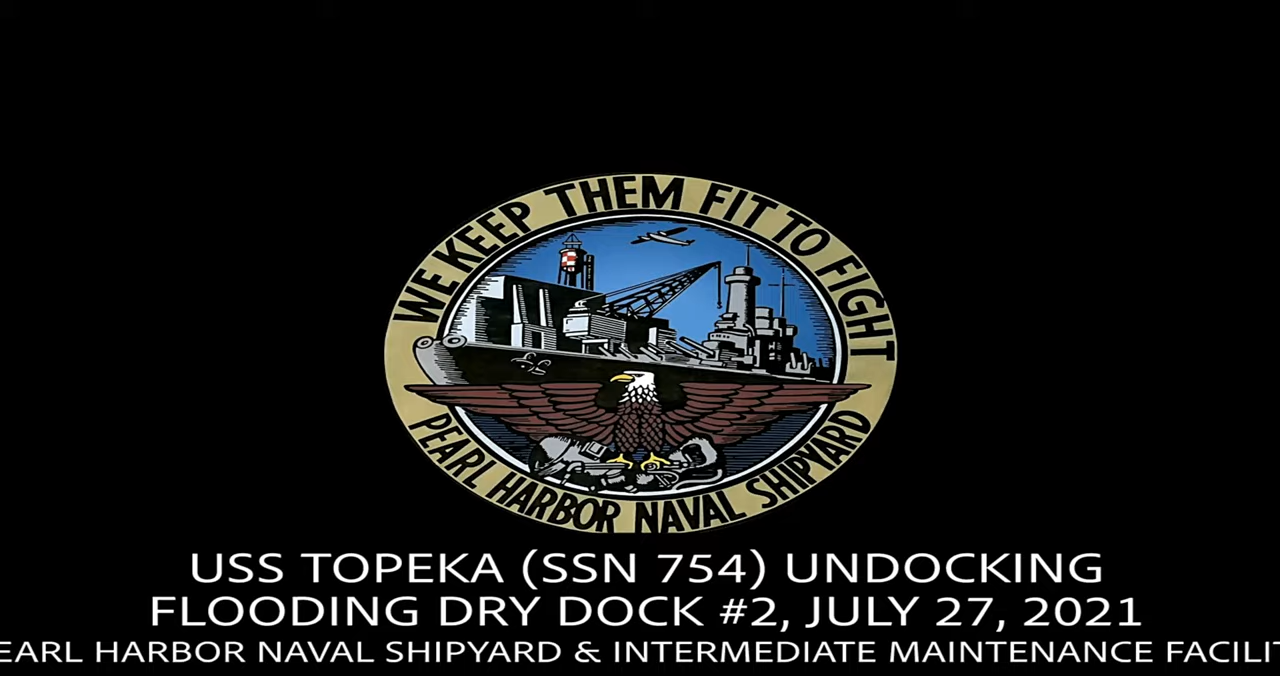 WE KEEP THEM FIT TO FIGHT
PEARL HARBOR NAVAL SHIPYARD
USS TOPEKA (SSN 754) UNDOCKING
FLOODING DRY DOCK #2, JULY 27, 2021
EARL HARBOR NAVAL SHIPYARD & INTERMEDIATE MAINTENANCE FACILIT